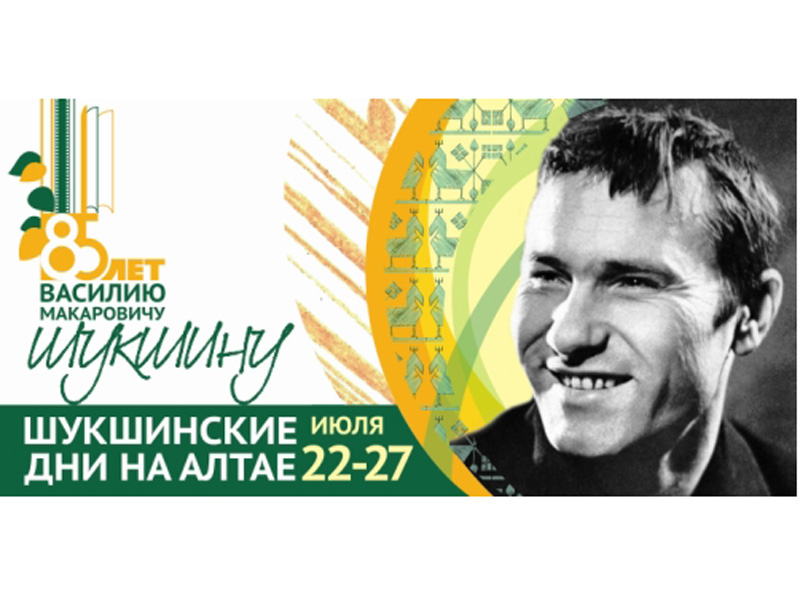 85 ЛЕТ
ВАСИЛИЮ
МАКАРОВИЧУ
шукшину
ШУКШИНСКИЕ
ДНИ НА АЛТАЕ
ИЮЛЯ
22-27